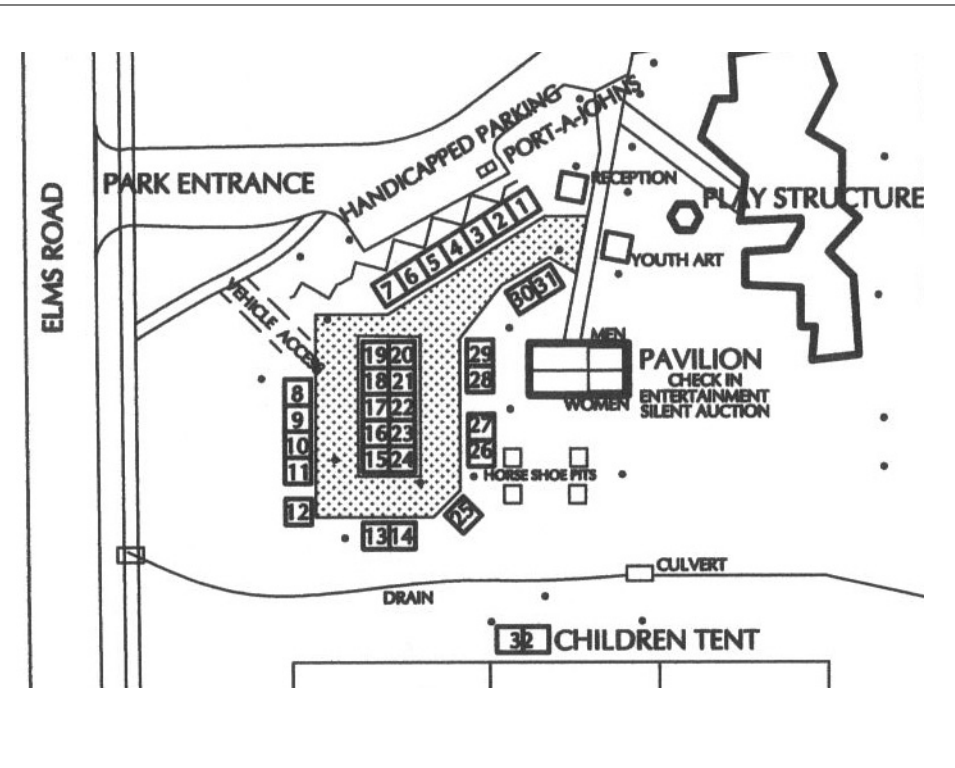 ELMS ROAD
PARK ENTRANCE
HANDICAPPED PARKING
PORT-A-JOHNS
RECEPTION
PLAY STRUCTURE
YOUTH ART
VEHICLE ACCESS
1
2
3
4
5
6
7
30 31
19 20
18 21
17 22
16 23
15 24
29
28
27
26
8
9
10
11
12
13 14
25
MEN
PAVILION
CHECK IN
ENTERTAINMENT
SILENT AUCTION
WOMEN
HORSE SHOE PITS
CULVERT
DRAIN
32 CHILDREN TENT